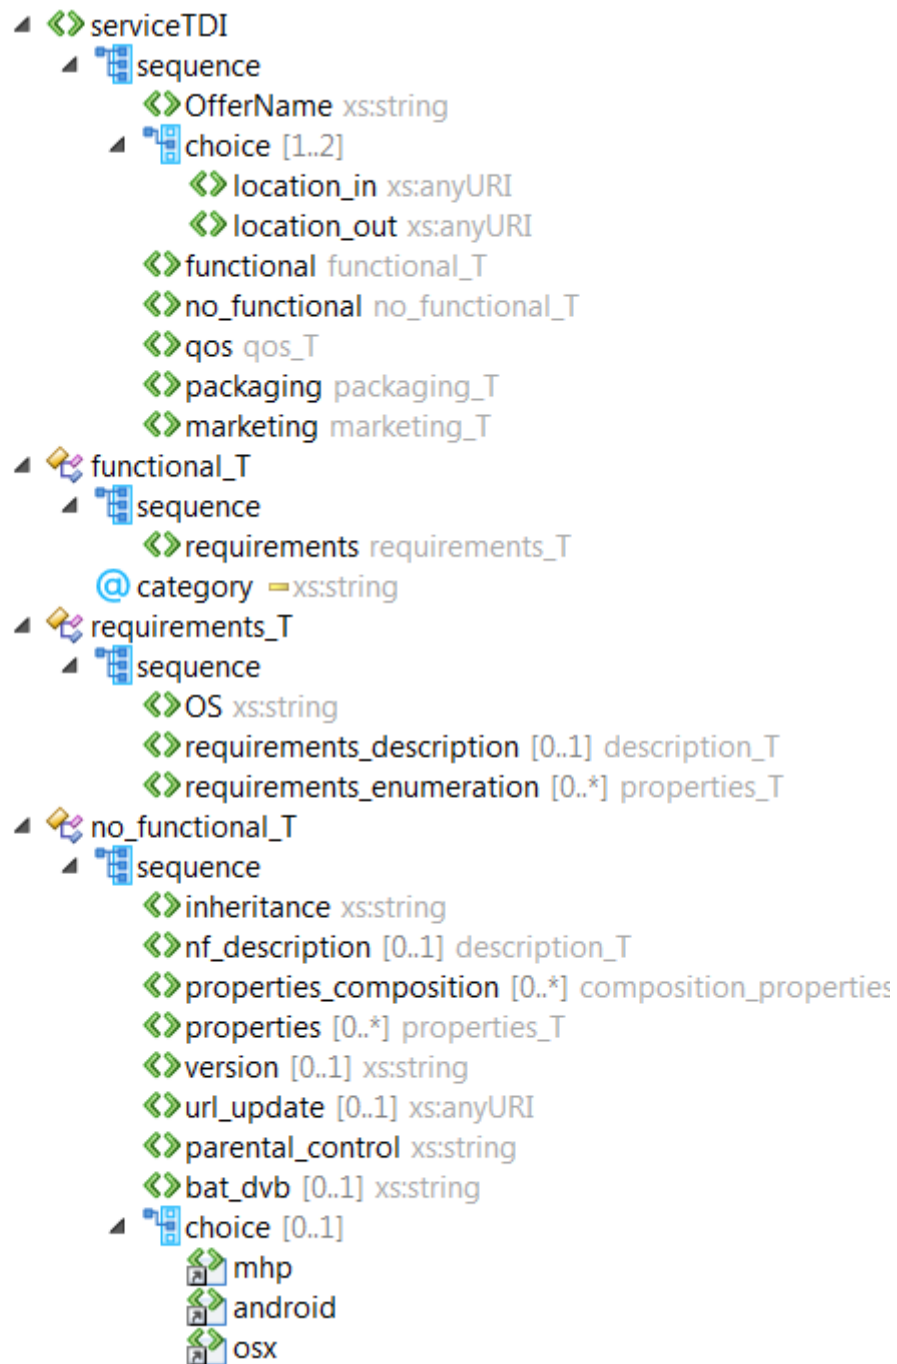 serviceTDI
sequence
OfferName xs:string
choice [1..2]
location_in xs:anyURI
location_out xs:anyURI
functional functional_T
no_functional no_functional_T
qos qos_T
packaging packaging_T
marketing marketing_T
functional_T
sequence
requirements requirements_T
@ category xs:string
requirements_T
sequence
OS xs:string
requirements_description [0..1] description_T
requirements_enumeration [0..*] properties_T
no_functional_T
sequence
inheritance xs:string
nf_description [0..1] description_T
properties_composition [0..*] composition_properties
properties [0..*] properties_T
version [0..1] xs:string
url_update [0..1] xs:anyURI
parental_control xs:string
bat_dvb [0..1] xs:string
choice [0..1]
mhp
android
osx